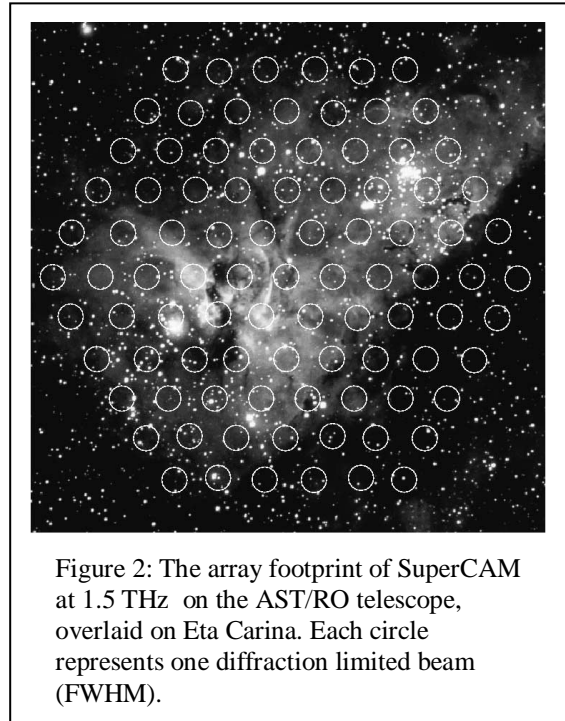 Figure 2: The array footprint of SuperCAM
at 1.5 THz on the AST/RO telescope,
overlaid on Eta Carina. Each circle
represents one diffraction limited beam
(FWHM).